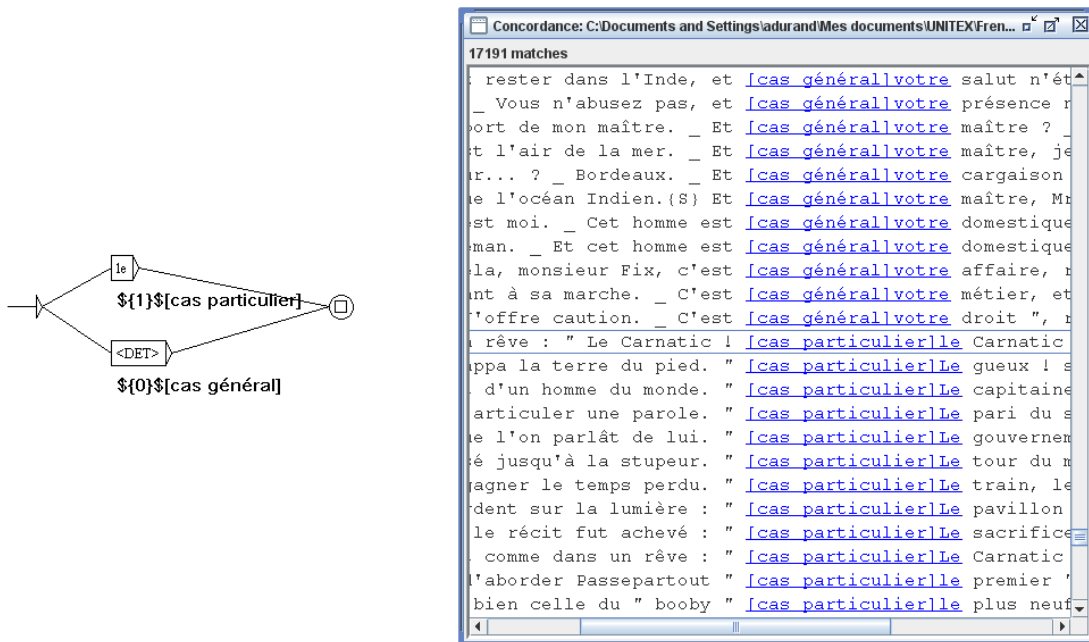 le
${1}$[cas particulier]
<DET>
${0}$[cas général]
Concordance: C:\Documents and Settings\adurand\Mes documents\UNITEX\Fren...
17191 matches
rester dans l'Inde, et [cas général]votre salut n'ét
_ Vous n'abusez pas, et [cas général]votre présence
port de mon maître. _ Et [cas général]votre maître ? _
st l'air de la mer. _ Et [cas général]votre maître, je
ur... ? _ Bordeaux. _ Et [cas général]votre cargaison
ue l'océan Indien.{S} Et [cas général]votre maître, Mr
est moi. _ Cet homme est [cas général]votre domestique
eman. _ Et cet homme est [cas général]votre domestique
ela, monsieur Fix, c'est [cas général]votre affaire,
ant à sa marche. _ C'est [cas général]votre métier, et
l'offre caution. _ C'est [cas général]votre droit ",
rêve : " Le Carnatic ! [cas particulier]le Carnatic
appa la terre du pied. " [cas particulier]Le gueux ! s
d'un homme du monde. " [cas particulier]Le capitaine
articuler une parole. " [cas particulier]Le pari du s
ue l'on parlât de lui. " [cas particulier]Le gouvernem
sé jusqu'à la stupeur. " [cas particulier]Le tour du m
gagner le temps perdu. " [cas particulier]Le train, le
rdent sur la lumière : " [cas particulier]Le pavillon
le récit fut achevé : " [cas particulier]Le sacrifice
comme dans un rêve : " [cas particulier]Le Carnatic
d'aborder Passepartout " [cas particulier]le premier "
bien celle du " booby " [cas particulier]le plus neuf